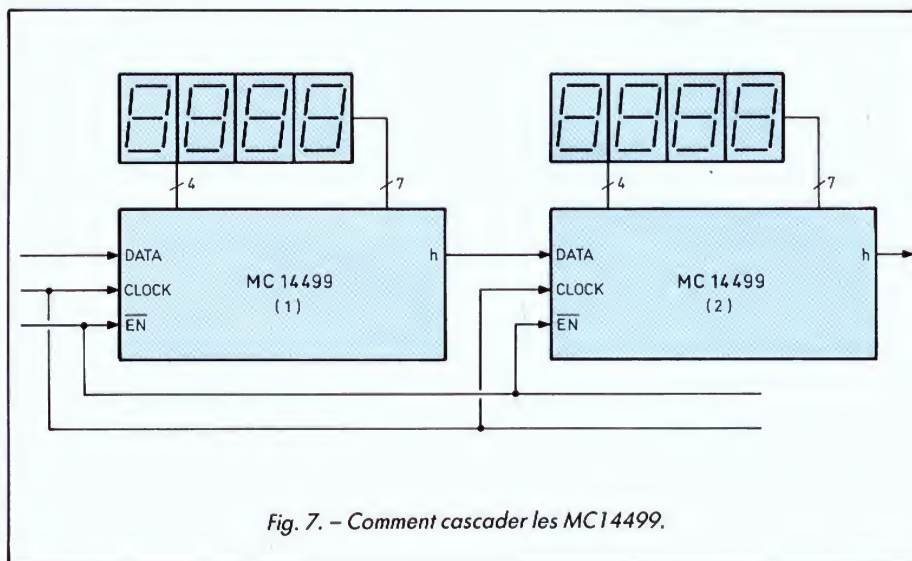 4
7
4
7
DATA
h
MC 14499
(1)
CLOCK
EN
DATA
h
MC 14499
(2)
CLOCK
EN
Fig. 7. – Comment cascader les MC14499.